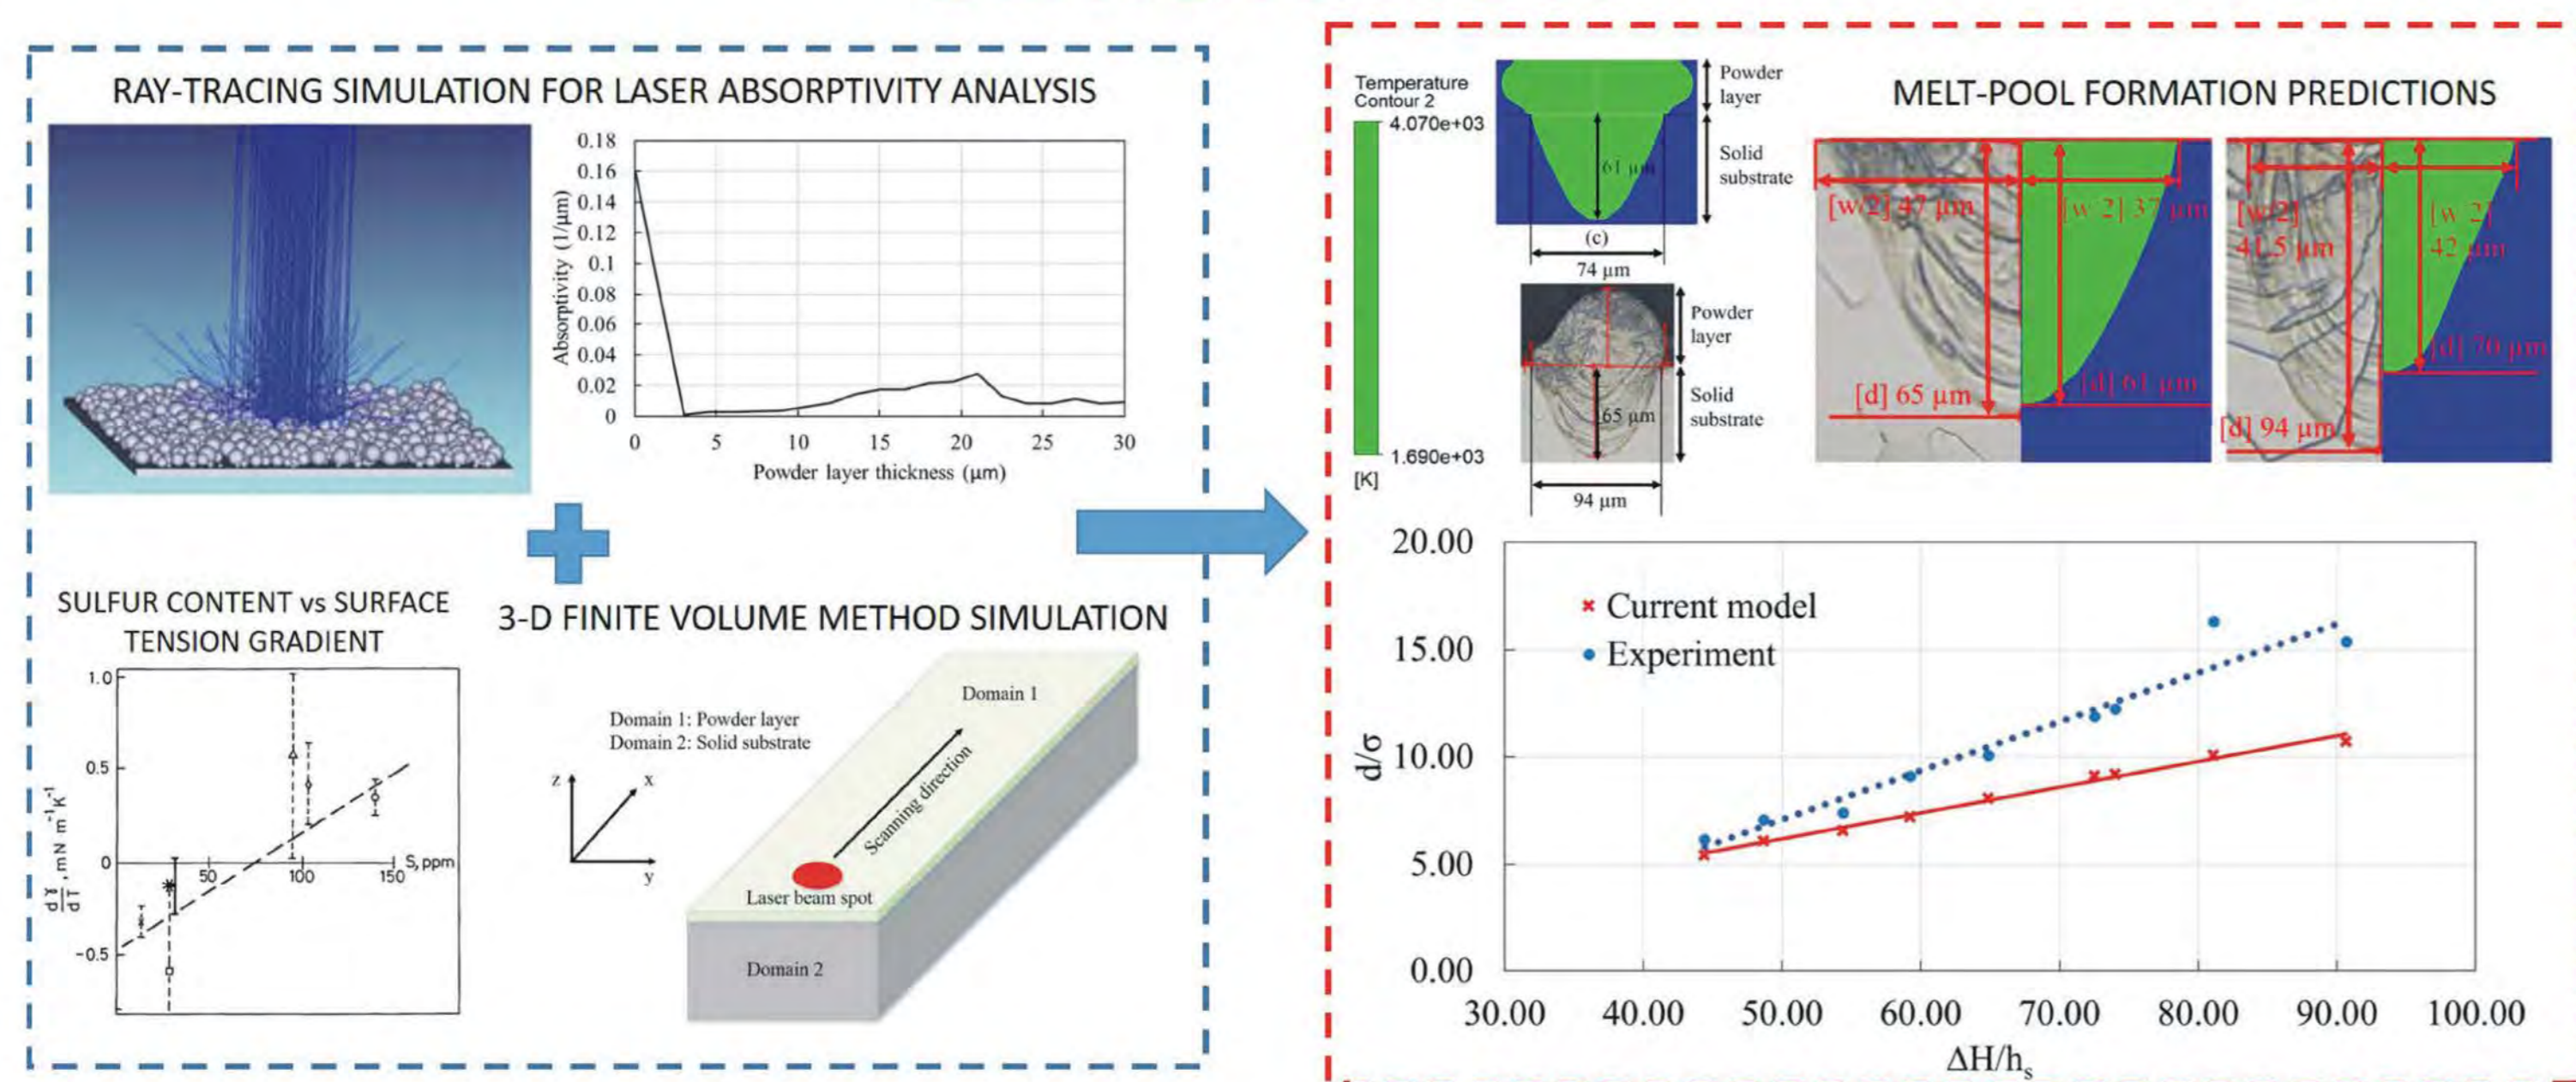 RAY-TRACING SIMULATION FOR LASER ABSORPTIVITY ANALYSIS
0.18
0.16
0.14
0.12
0.1
0.08
0.06
0.04
0.02
0
Absorptivity (1/μm)
0 5 10 15 20 25 30
Powder layer thickness (μm)
SULFUR CONTENT vs SURFACE
TENSION GRADIENT
1.0
0.5
0
-0.5
50 100 150
S, ppm
dγ/dT, mN m⁻¹K⁻¹
3-D FINITE VOLUME METHOD SIMULATION
Domain 1: Powder layer
Domain 2: Solid substrate
z
x
y
Domain 1
Scanning direction
Laser beam spot
Domain 2
Temperature
Contour 2
4.070e+03
1.690e+03
[K]
Powder
layer
Solid
substrate
61 μm
(c)
74 μm
Powder
layer
Solid
substrate
65 μm
94 μm
MELT-POOL FORMATION PREDICTIONS
[w/2] 47 μm
[w/2] 37 μm
[d] 65 μm
[d] 61 μm
[w/2]
41.5 μm
[w/2]
42 μm
[d] 70 μm
[d] 94 μm
20.00
15.00
10.00
5.00
0.00
d/σ
Current model
Experiment
30.00 40.00 50.00 60.00 70.00 80.00 90.00 100.00
ΔH/hₛ